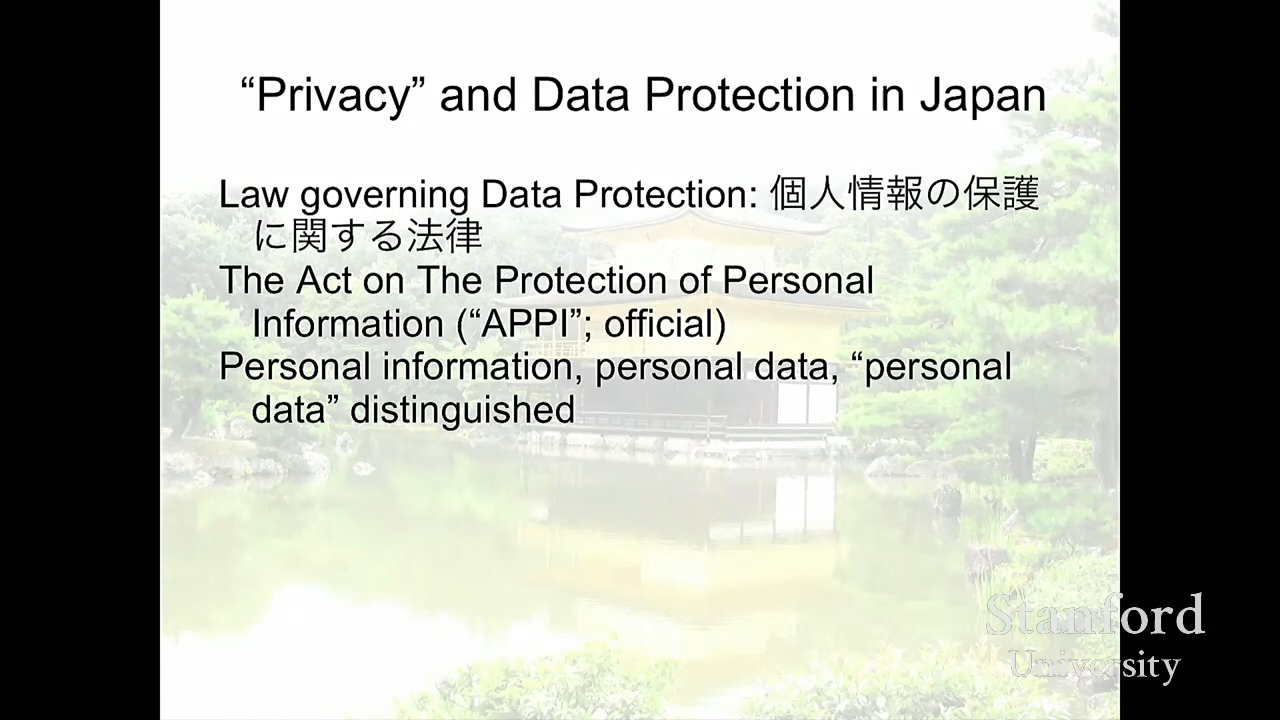 “Privacy” and Data Protection in Japan
Law governing Data Protection: 個人情報の保護
に関する法律
The Act on The Protection of Personal
Information (“APPI”; official)
Personal information, personal data, “personal
data” distinguished
Stanford
University